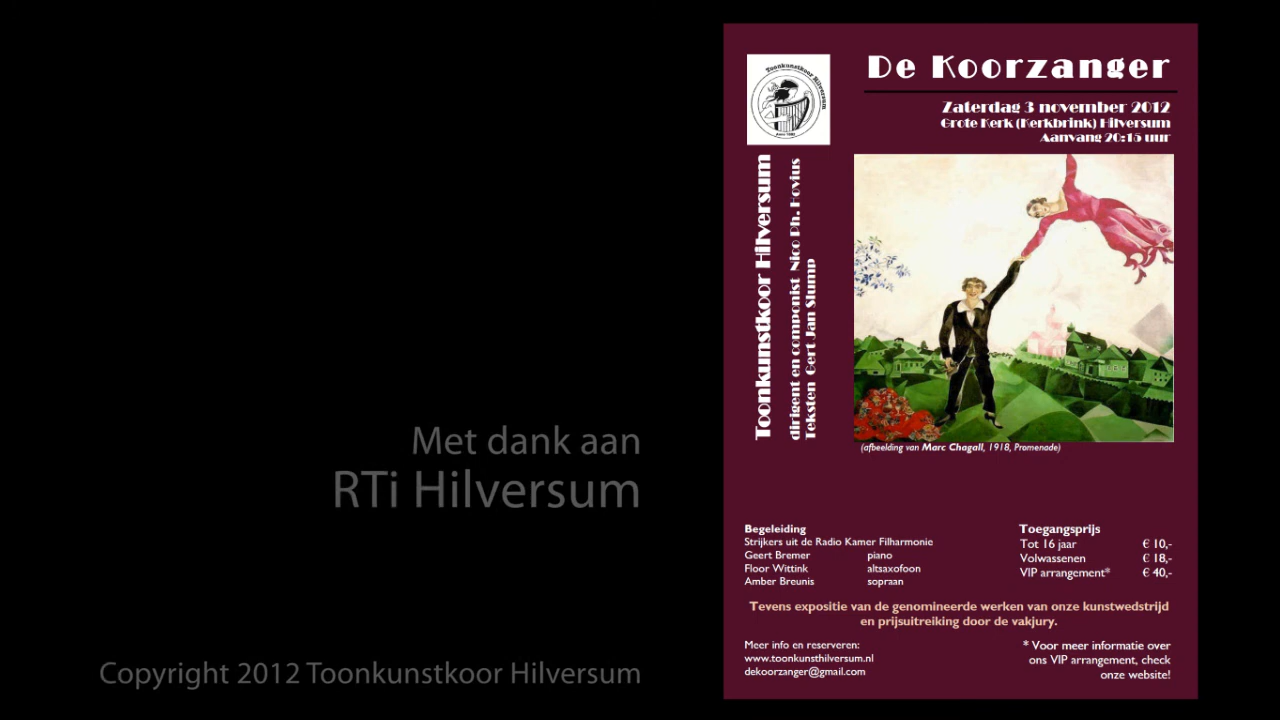 Met dank aan
RTi Hilversum
Copyright 2012 Toonkunstkoor Hilversum
Toonkunstkoor Hilversum
De Koorzanger
Zaterdag 3 november 2012
Grote Kerk (Kerkbrink) Hilversum
Aanvang 20:15 uur
Toonkunstkoor Hilversum
dirigent en componist Nico Ph. Hovius
Teksten Gert Jan Slump
(afbeelding van Marc Chagall, 1918, Promenade)
Begeleiding
Strijkers uit de Radio Kamer Filharmonie
Geert Bremer piano
Floor Wittink altsaxofoon
Amber Breunis sopraan
Toegangsprijs
Tot 16 jaar € 10,-
Volwassenen € 18,-
VIP arrangement* € 40,-
Tevens expositie van de genomineerde werken van onze kunstwedstrijd
en prijsuitreiking door de vakjury.
Meer info en reserveren:
www.toonkunsthilversum.nl
dekoorzanger@gmail.com
* Voor meer informatie over
ons VIP arrangement, check
onze website!